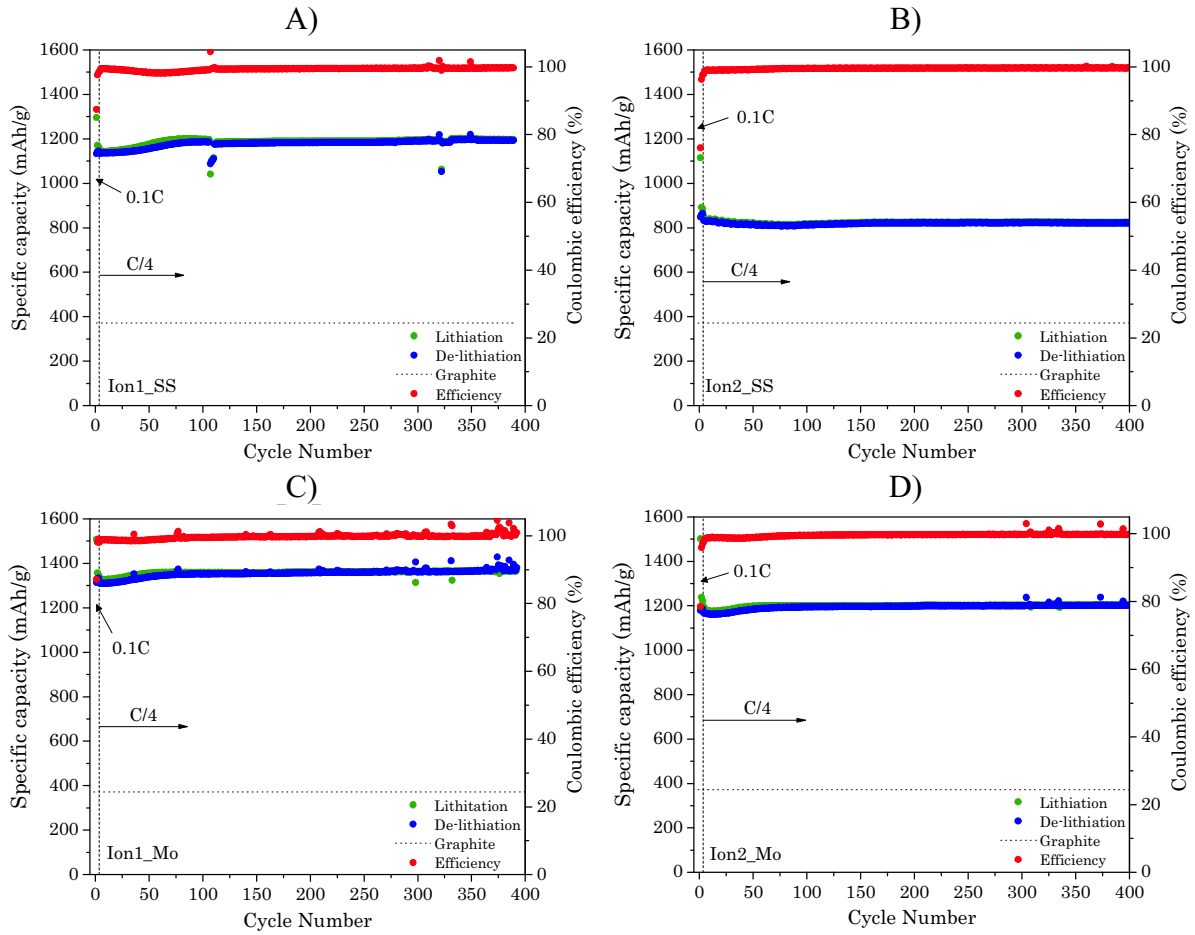 A)
1600
1400
1200
1000
800
600
400
200
0
Specific capacity (mAh/g)
100
80
60
40
20
0
Coulombic efficiency (%)
0.1C
C/4
Lithiation
De-lithiation
Graphite
Efficiency
Ion1_SS
0 50 100 150 200 250 300 350 400
Cycle Number
B)
1600
1400
1200
1000
800
600
400
200
0
Specific capacity (mAh/g)
100
80
60
40
20
0
Coulombic efficiency (%)
0.1C
C/4
Lithiation
De-lithiation
Graphite
Efficiency
Ion2_SS
0 50 100 150 200 250 300 350 400
Cycle Number
C)
1600
1400
1200
1000
800
600
400
200
0
Specific capacity (mAh/g)
100
80
60
40
20
0
Coulombic efficiency (%)
0.1C
C/4
Lithitation
De-lithiation
Graphite
Efficiency
Ion1_Mo
0 50 100 150 200 250 300 350 400
Cycle Number
D)
1600
1400
1200
1000
800
600
400
200
0
Specific capacity (mAh/g)
100
80
60
40
20
0
Coulombic efficiency (%)
0.1C
C/4
Lithiation
De-lithiation
Graphite
Efficiency
Ion2_Mo
0 50 100 150 200 250 300 350 400
Cycle Number